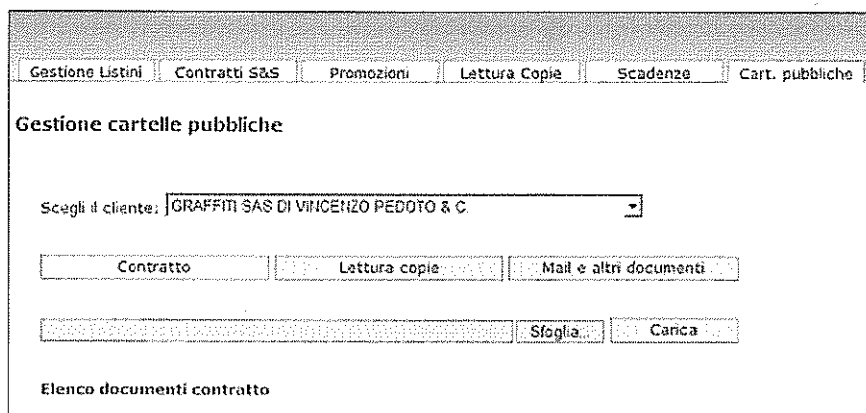 Gestione Listini Contratti S&S Promozioni Lettura Copie Scadenze Cart. pubbliche
Gestione cartelle pubbliche
Scegli il cliente: GRAFFITI SAS DI VINCENZO PEDOTO & C.
Contratto Lettura copie Mail e altri documenti
Sfoglia... Carica
Elenco documenti contratto